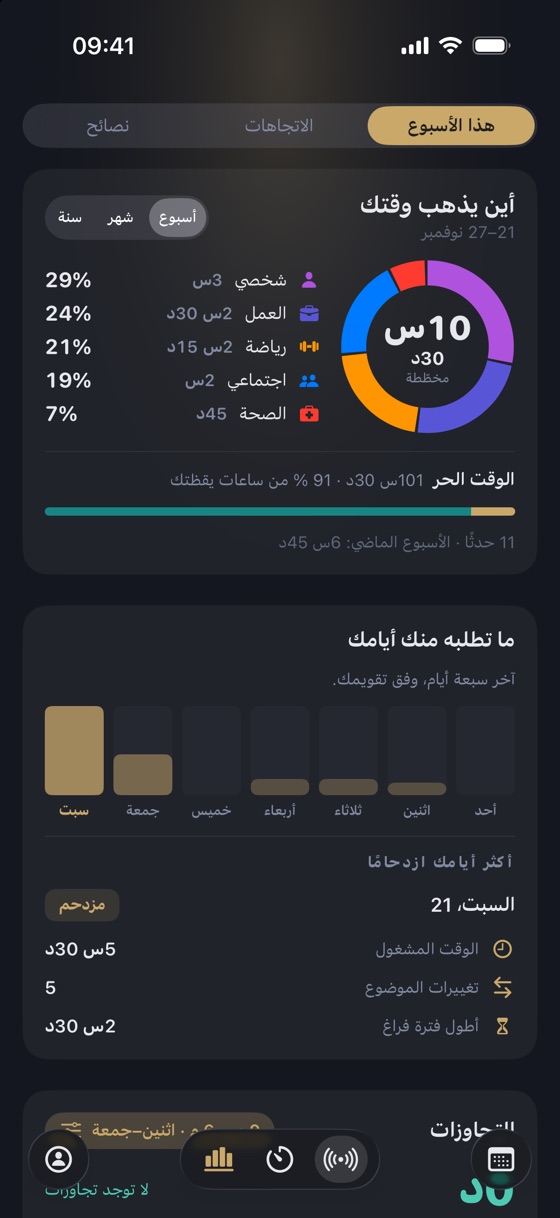 09:41
هذا الأسبوع
الاتجاهات
نصائح
أين يذهب وقتك
21–27 نوفمبر
أسبوع
شهر
سنة
10س
30د
مخطّطة
شخصي 3س 29%
العمل 2س 30د 24%
رياضة 2س 15د 21%
اجتماعي 2س 19%
الصحة 45د 7%
الوقت الحر 101س 30د · 91 % من ساعات يقظتك
11 حدثًا · الأسبوع الماضي: 6س 45د
ما تطلبه منك أيامك
آخر سبعة أيام، وفق تقويمك.
أحد
اثنين
ثلاثاء
أربعاء
خميس
جمعة
سبت
أكثر أيامك ازدحامًا
السبت، 21
مزدحم
الوقت المشغول 5س 30د
تغييرات الموضوع 5
أطول فترة فراغ 2س 30د
التجاوزات
اثنين–جمعة
لا توجد تجاوزات